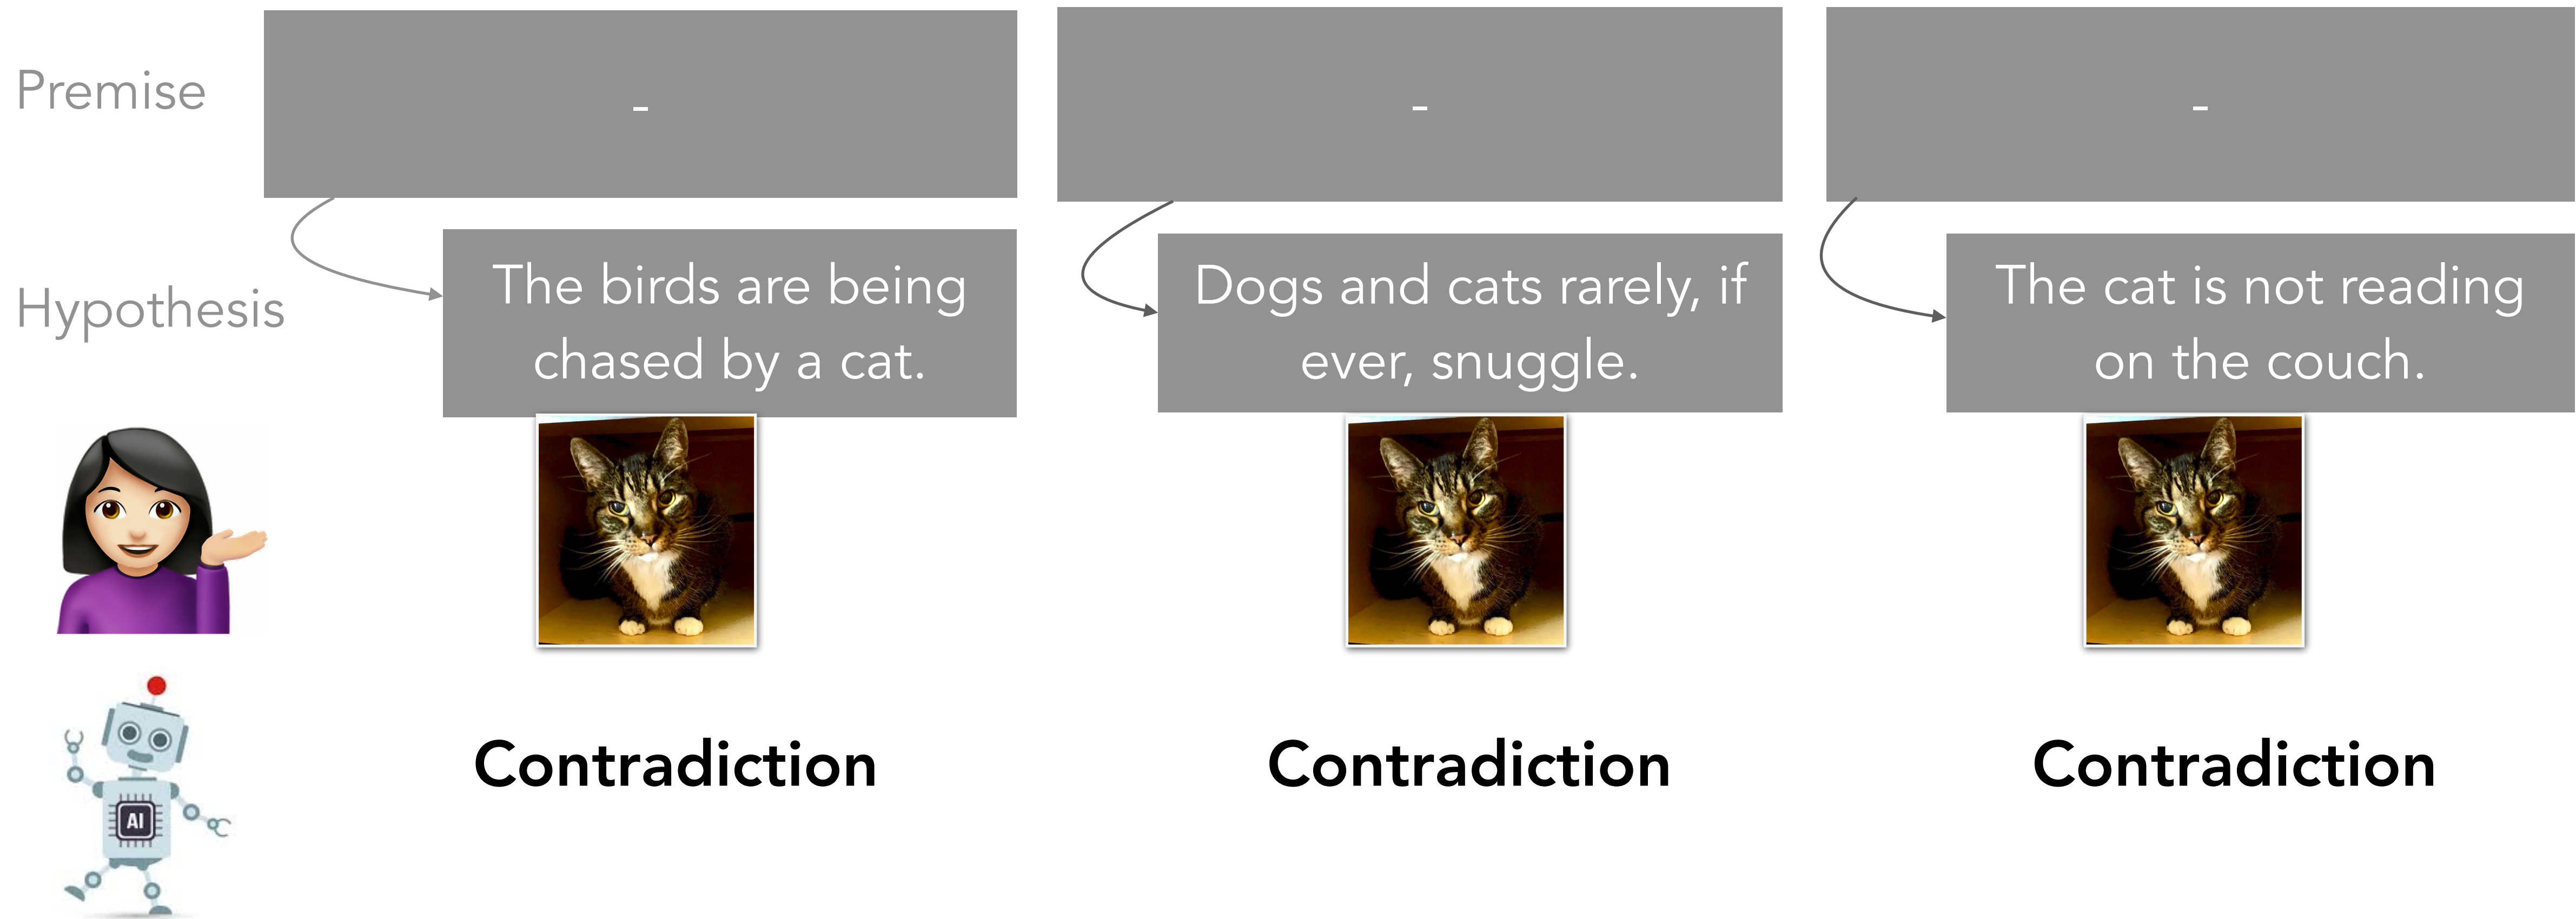 Premise
-
-
-
Hypothesis
The birds are being
chased by a cat.
Dogs and cats rarely, if
ever, snuggle.
The cat is not reading
on the couch.
AI
Contradiction
Contradiction
Contradiction